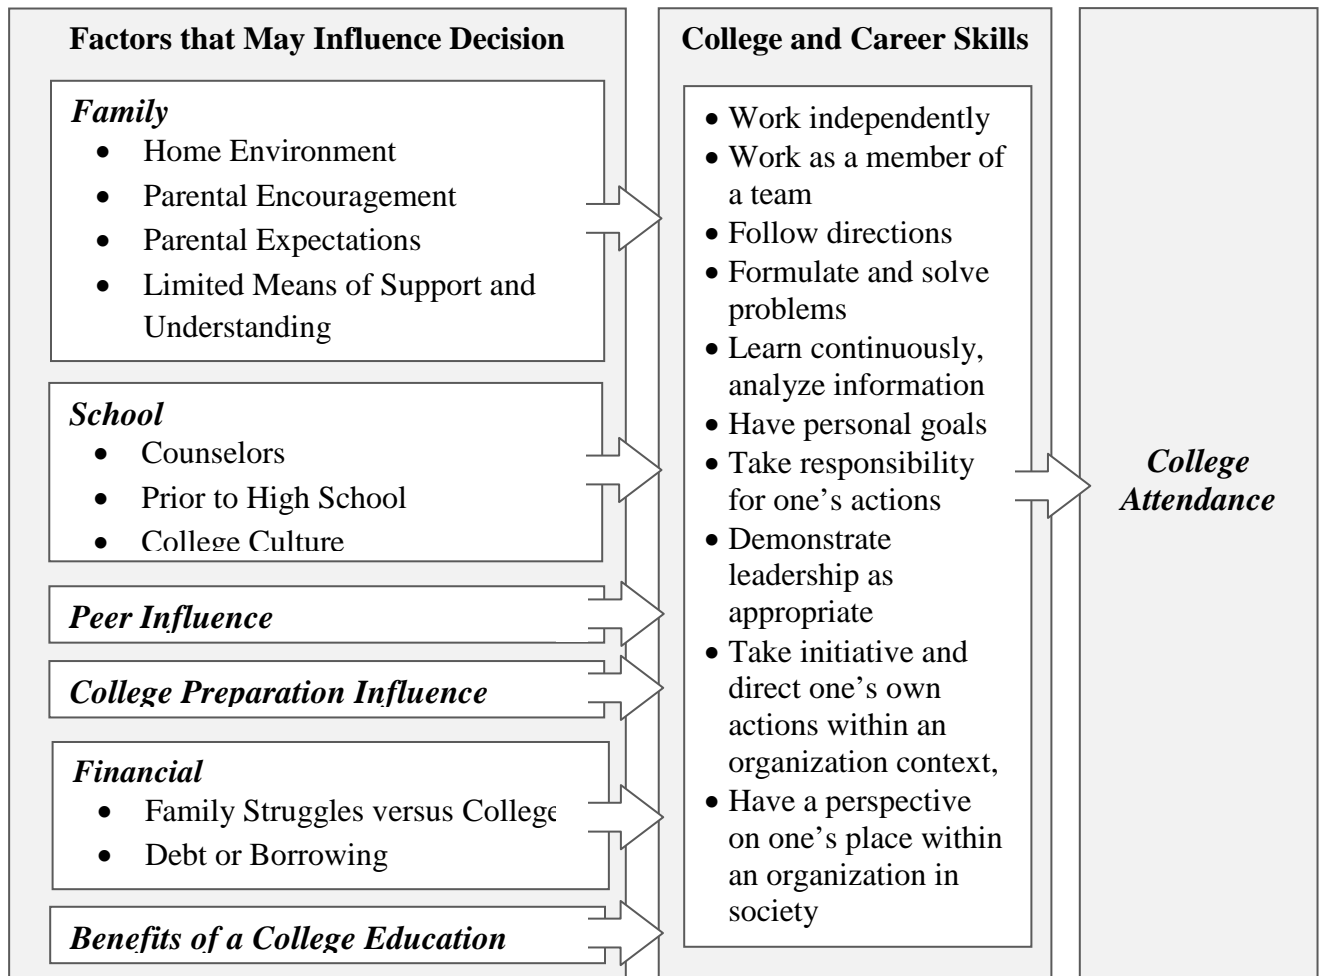 Factors that May Influence Decision
Family
• Home Environment
• Parental Encouragement
• Parental Expectations
• Limited Means of Support and
Understanding
School
• Counselors
• Prior to High School
• College Culture
Peer Influence
College Preparation Influence
Financial
• Family Struggles versus College
• Debt or Borrowing
Benefits of a College Education
College and Career Skills
• Work independently
• Work as a member of
a team
• Follow directions
• Formulate and solve
problems
• Learn continuously,
analyze information
• Have personal goals
• Take responsibility
for one’s actions
• Demonstrate
leadership as
appropriate
• Take initiative and
direct one’s own
actions within an
organization context,
• Have a perspective
on one’s place within
an organization in
society
College
Attendance